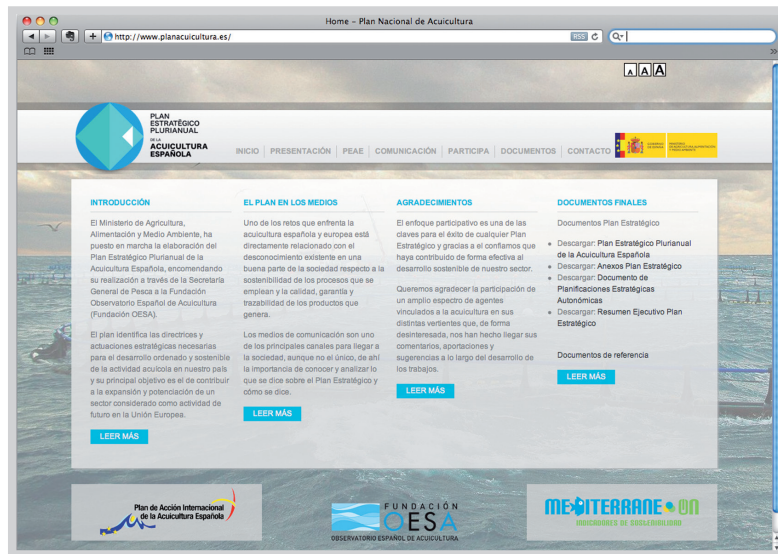 Home – Plan Nacional de Acuicultura
http://www.planacuicultura.es/
RSS
A A A
PLAN
ESTRATÉGICO
PLURIANUAL
DE LA
ACUICULTURA
ESPAÑOLA
INICIO PRESENTACIÓN PEAE COMUNICACIÓN PARTICIPA DOCUMENTOS CONTACTO
GOBIERNO
DE ESPAÑA
MINISTERIO
DE AGRICULTURA, ALIMENTACIÓN
Y MEDIO AMBIENTE
INTRODUCCIÓN
El Ministerio de Agricultura,
Alimentación y Medio Ambiente, ha
puesto en marcha la elaboración del
Plan Estratégico Plurianual de la
Acuicultura Española, encomendando
su realización a través de la Secretaría
General de Pesca a la Fundación
Observatorio Español de Acuicultura
(Fundación OESA).
El plan identifica las directrices y
actuaciones estratégicas necesarias
para el desarrollo ordenado y sostenible
de la actividad acuícola en nuestro país
y su principal objetivo es el de contribuir
a la expansión y potenciación de un
sector considerado como actividad de
futuro en la Unión Europea.
LEER MÁS
EL PLAN EN LOS MEDIOS
Uno de los retos que enfrenta la
acuicultura española y europea está
directamente relacionado con el
desconocimiento existente en una
buena parte de la sociedad respecto a la
sostenibilidad de los procesos que se
emplean y la calidad, garantía y
trazabilidad de los productos que
genera.
Los medios de comunicación son uno
de los principales canales para llegar a
la sociedad, aunque no el único, de ahí
la importancia de conocer y analizar lo
que se dice sobre el Plan Estratégico y
cómo se dice.
LEER MÁS
AGRADECIMIENTOS
El enfoque participativo es una de las
claves para el éxito de cualquier Plan
Estratégico y gracias a el confiamos que
haya contribuido de forma efectiva al
desarrollo sostenible de nuestro sector.
Queremos agradecer la participación de
un amplio espectro de agentes
vinculados a la acuicultura en sus
distintas vertientes que, de forma
desinteresada, nos han hecho llegar sus
comentarios, aportaciones y
sugerencias a lo largo del desarrollo de
los trabajos.
LEER MÁS
DOCUMENTOS FINALES
Documentos Plan Estratégico
Descargar: Plan Estratégico Plurianual
de la Acuicultura Española
Descargar: Anexos Plan Estratégico
Descargar: Documento de
Planificaciones Estratégicas
Autonómicas
Descargar: Resumen Ejecutivo Plan
Estratégico
Documentos de referencia
LEER MÁS
Plan de Acción Internacional
de la Acuicultura Española
FUNDACIÓN
OESA
OBSERVATORIO ESPAÑOL DE ACUICULTURA
MEDITERRANE ON
INDICADORES DE SOSTENIBILIDAD